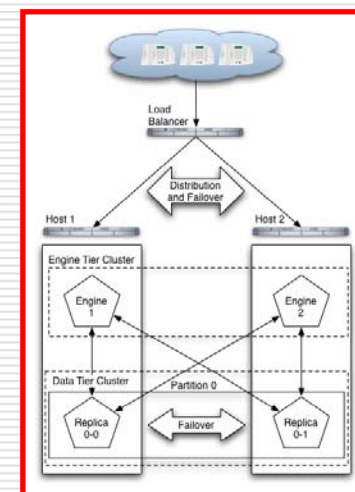 Load
Balancer
Distribution
and Failover
Host 1
Host 2
Engine Tier Cluster
Engine
1
Engine
2
Data Tier Cluster
Partition 0
Replica
0-0
Failover
Replica
0-1